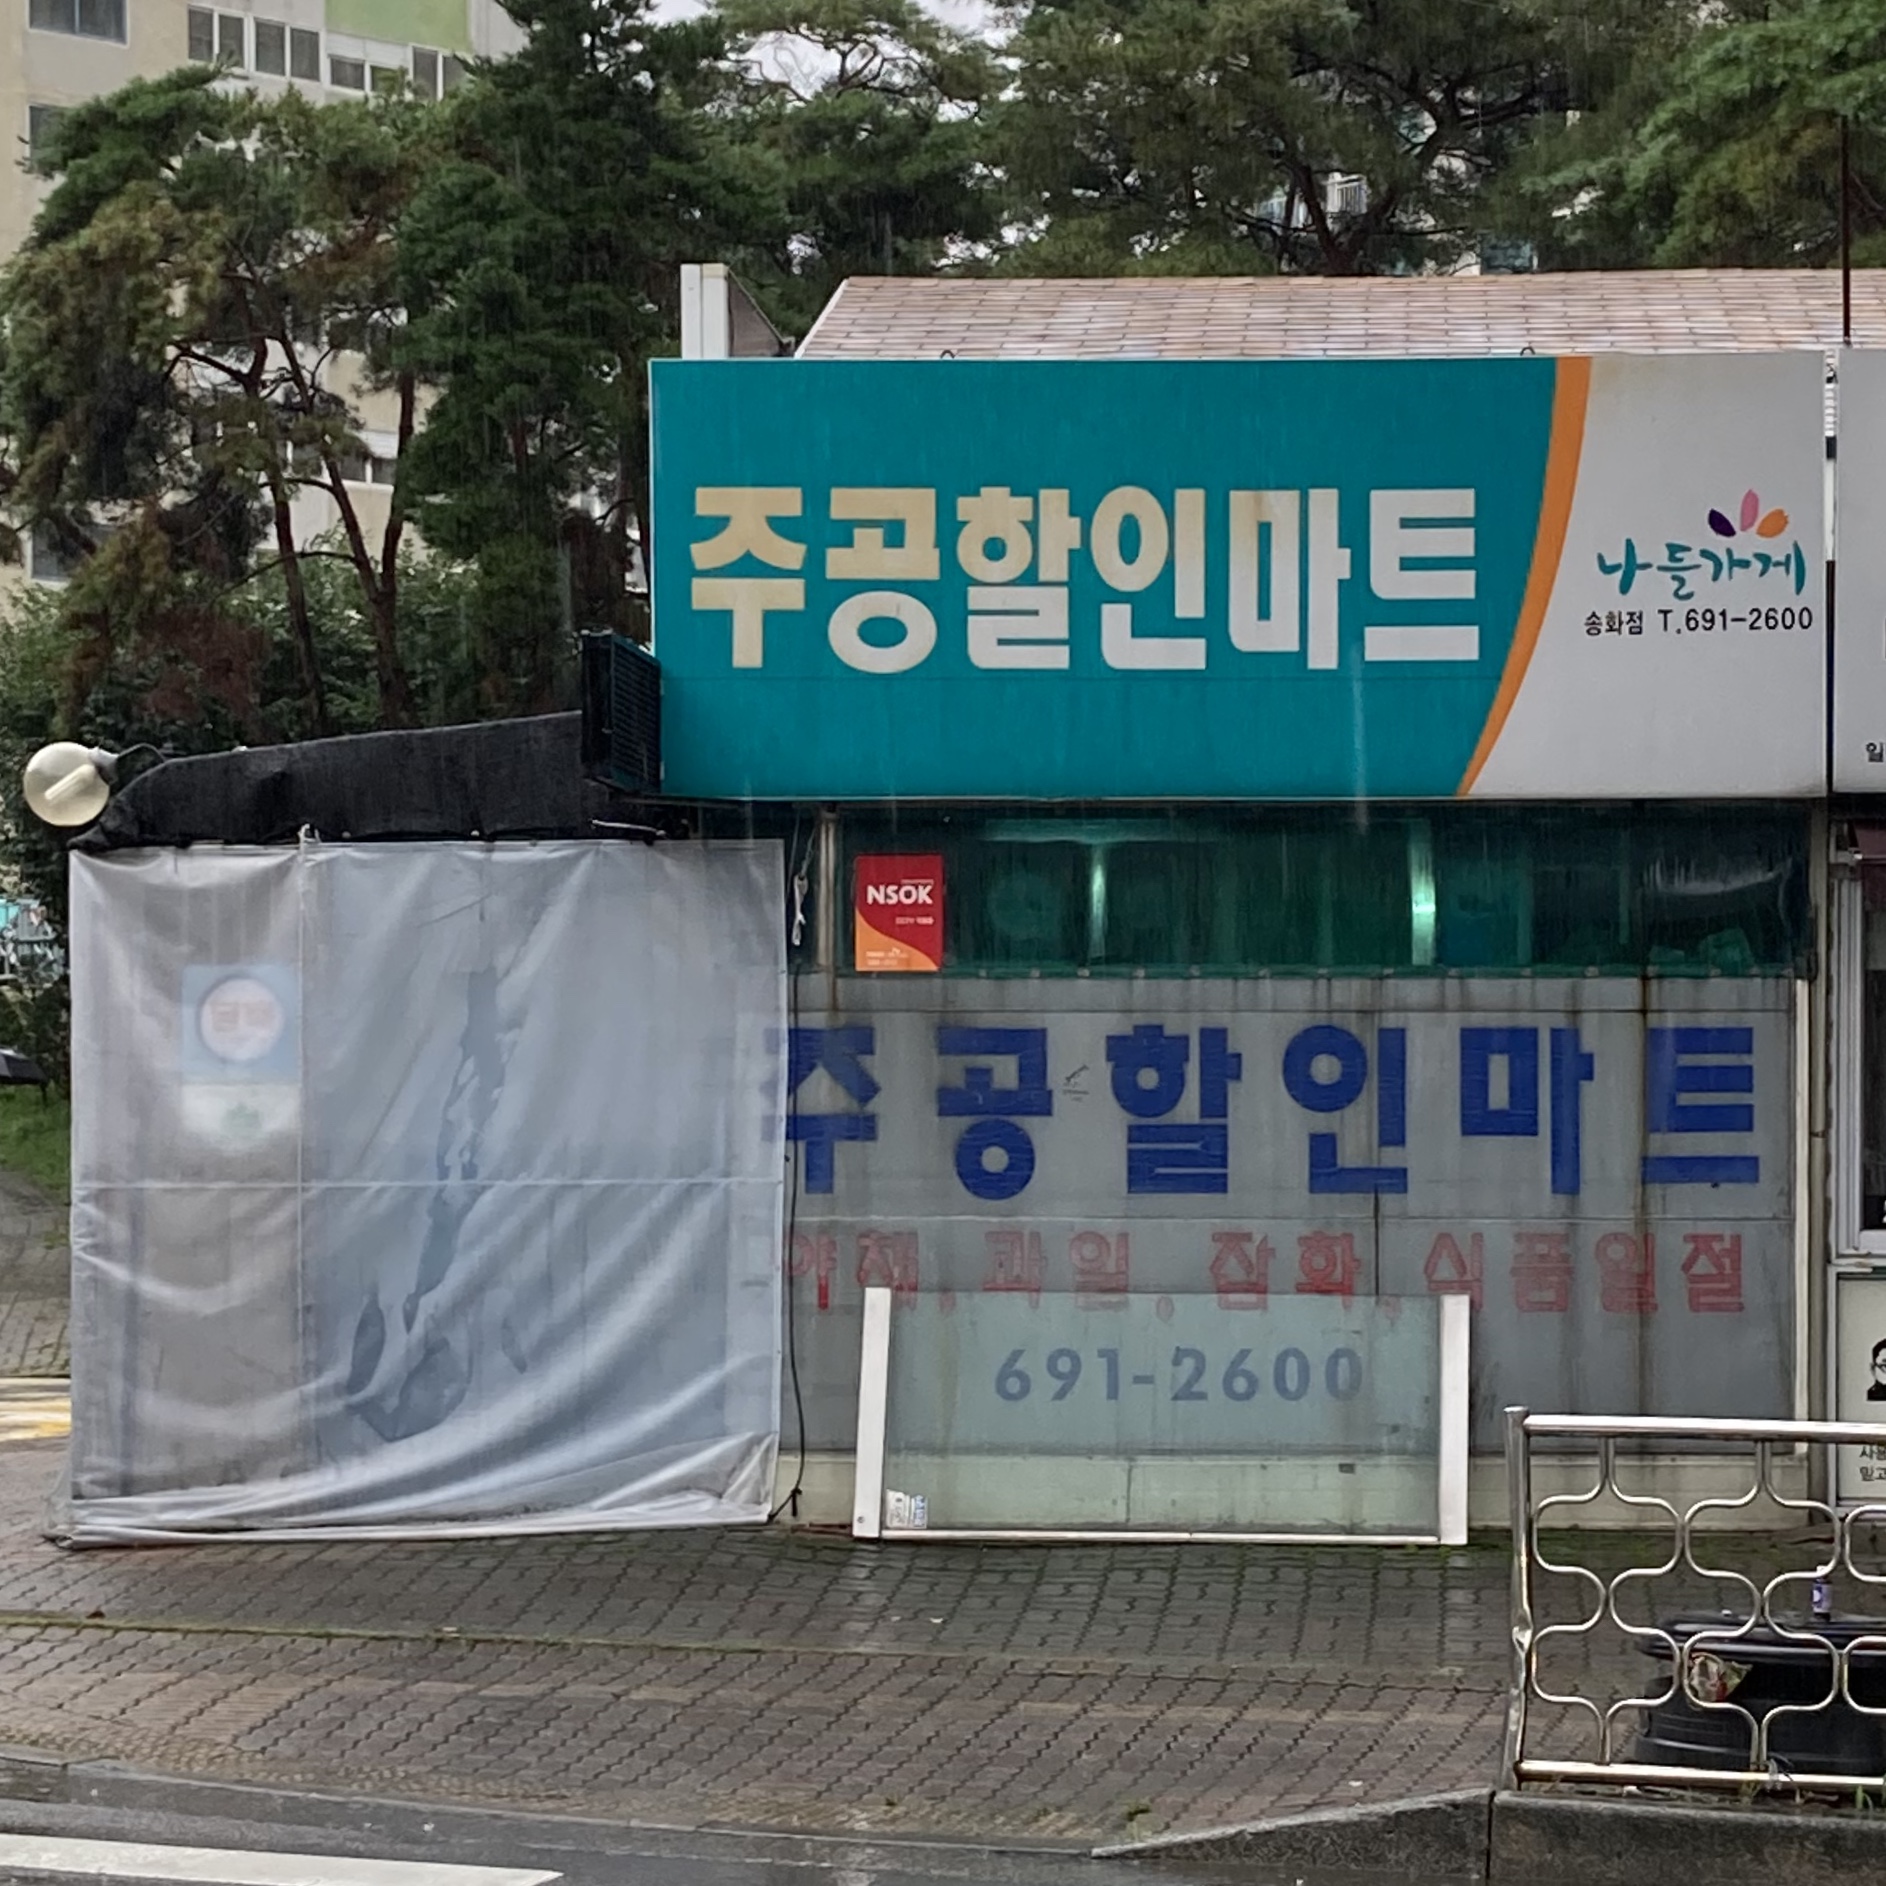 주공할인마트
나들가게
송화점 T.691-2600
NSOK
주공할인마트
야채, 과일, 잡화, 식품일절
691-2600